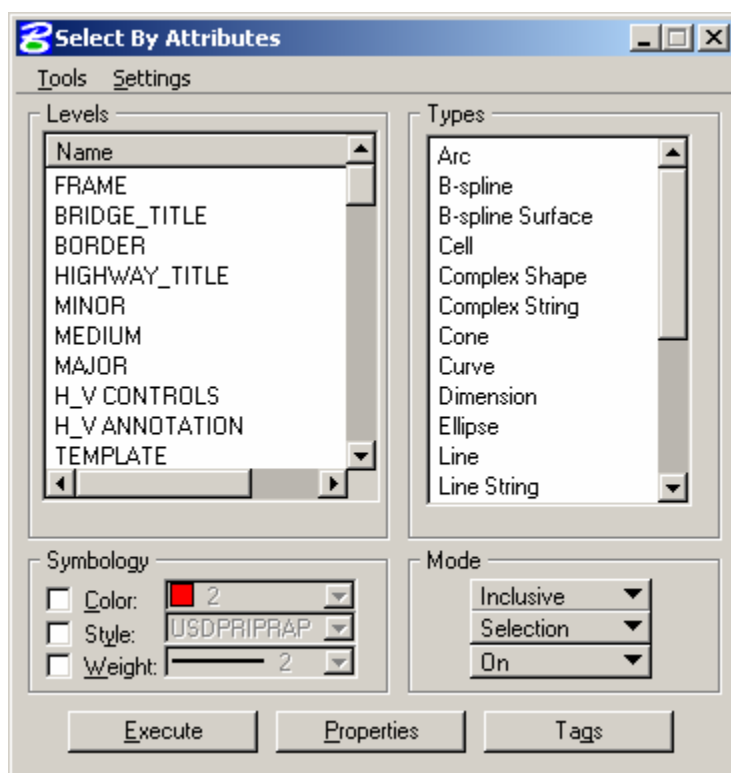 Select By Attributes
Tools Settings
Levels
Name
FRAME
BRIDGE_TITLE
BORDER
HIGHWAY_TITLE
MINOR
MEDIUM
MAJOR
H_V CONTROLS
H_V ANNOTATION
TEMPLATE
Types
Arc
B-spline
B-spline Surface
Cell
Complex Shape
Complex String
Cone
Curve
Dimension
Ellipse
Line
Line String
Symbology
Color: 2
Style: USDPRIPRAP
Weight: 2
Mode
Inclusive
Selection
On
Execute Properties Tags